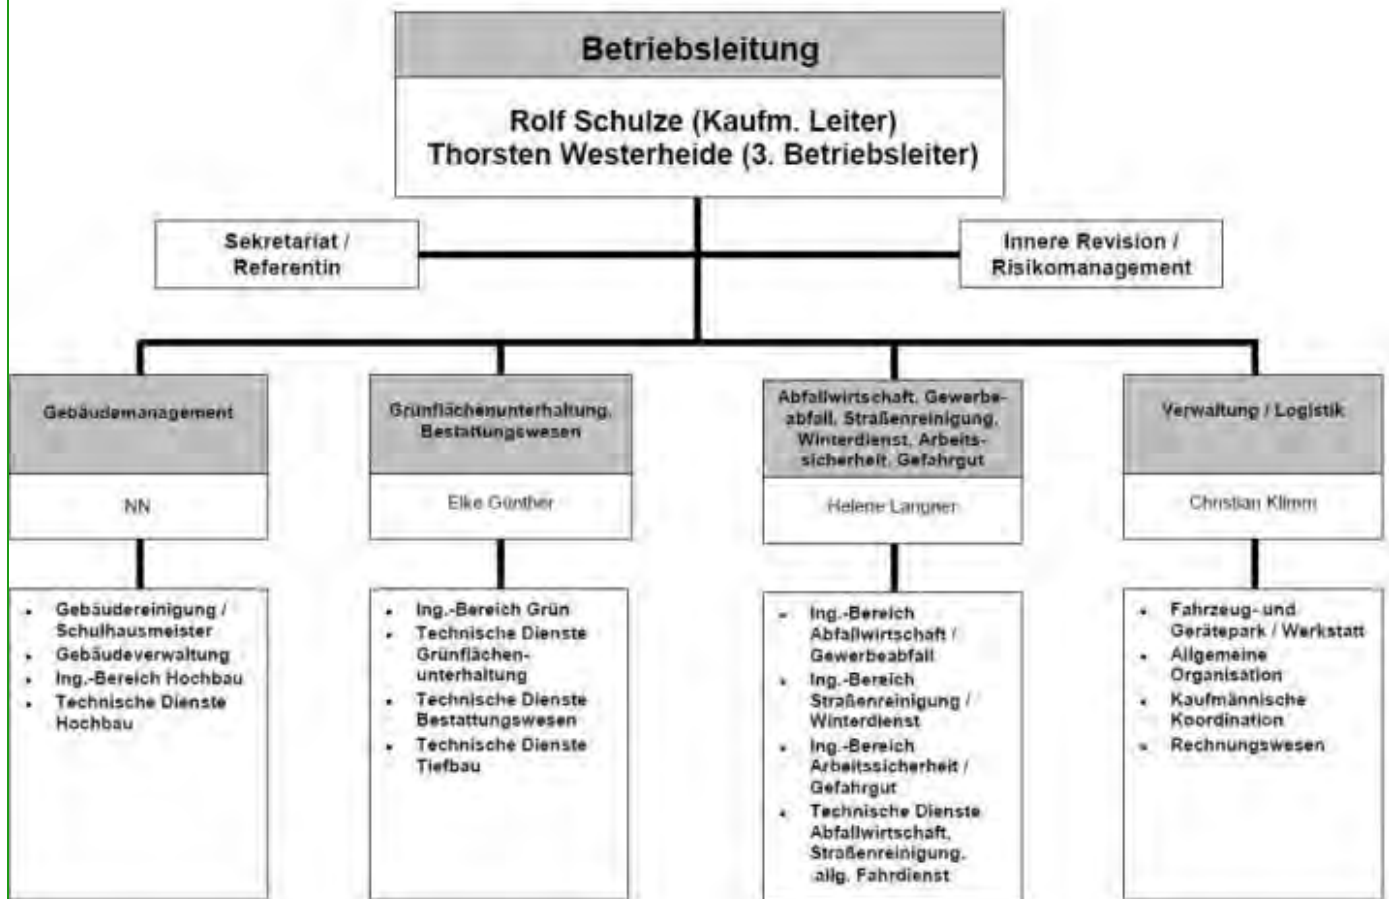 Betriebsleitung
Rolf Schulze (Kaufm. Leiter)
Thorsten Westerheide (3. Betriebsleiter)
Sekretariat /
Referentin
Innere Revision /
Risikomanagement
Gebäudemanagement
NN
Grünflächenunterhaltung,
Bestattungswesen
Elke Günther
Abfallwirtschaft, Gewerbe-
abfall, Straßenreinigung,
Winterdienst, Arbeits-
sicherheit, Gefahrgut
Helene Langner
Verwaltung / Logistik
Christian Klimm
• Gebäudereinigung /
Schulhausmeister
• Gebäudeverwaltung
• Ing.-Bereich Hochbau
• Technische Dienste
Hochbau
• Ing.-Bereich Grün
• Technische Dienste
Grünflächen-
unterhaltung
• Technische Dienste
Bestattungswesen
• Technische Dienste
Tiefbau
• Ing.-Bereich
Abfallwirtschaft /
Gewerbeabfall
• Ing.-Bereich
Straßenreinigung /
Winterdienst
• Ing.-Bereich
Arbeitssicherheit /
Gefahrgut
• Technische Dienste
Abfallwirtschaft,
Straßenreinigung,
allg. Fahrdienst
• Fahrzeug- und
Gerätepark / Werkstatt
• Allgemeine
Organisation
• Kaufmännische
Koordination
• Rechnungswesen